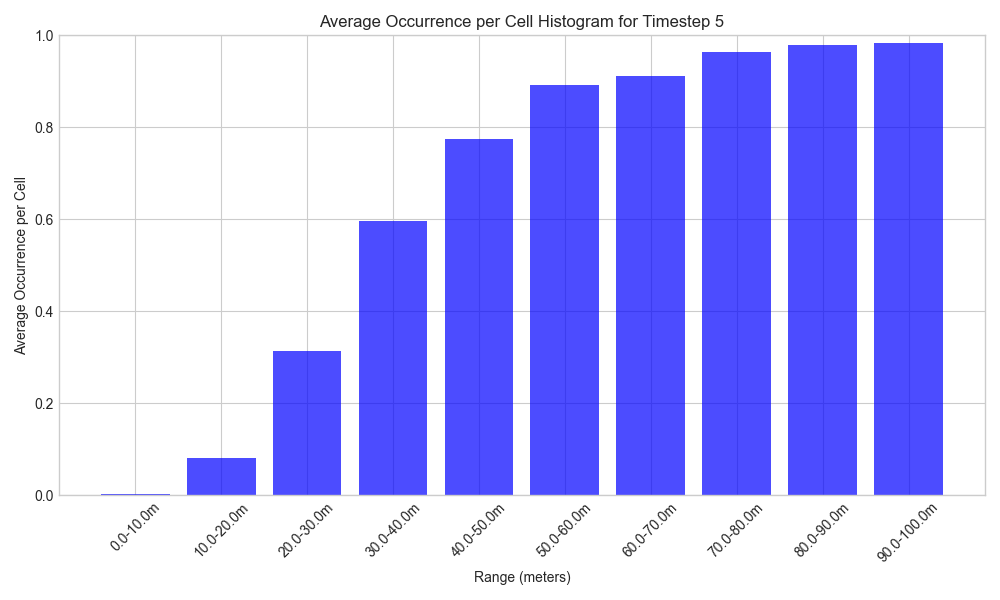 Average Occurrence per Cell Histogram for Timestep 5
Average Occurrence per Cell
1.0
0.8
0.6
0.4
0.2
0.0
0.0-10.0m
10.0-20.0m
20.0-30.0m
30.0-40.0m
40.0-50.0m
50.0-60.0m
60.0-70.0m
70.0-80.0m
80.0-90.0m
90.0-100.0m
Range (meters)